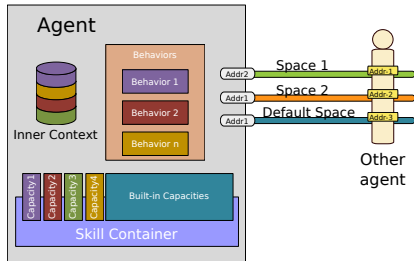 Agent
Behaviors
Behavior 1
Behavior 2
Behavior n
Inner Context
Capacity1
Capacity2
Capacity3
Capacity4
Built-in Capacities
Skill Container
Addr2
Space 1
Addr-1
Addr1
Space 2
Addr-2
Addr1
Default Space
Addr-3
Other
agent